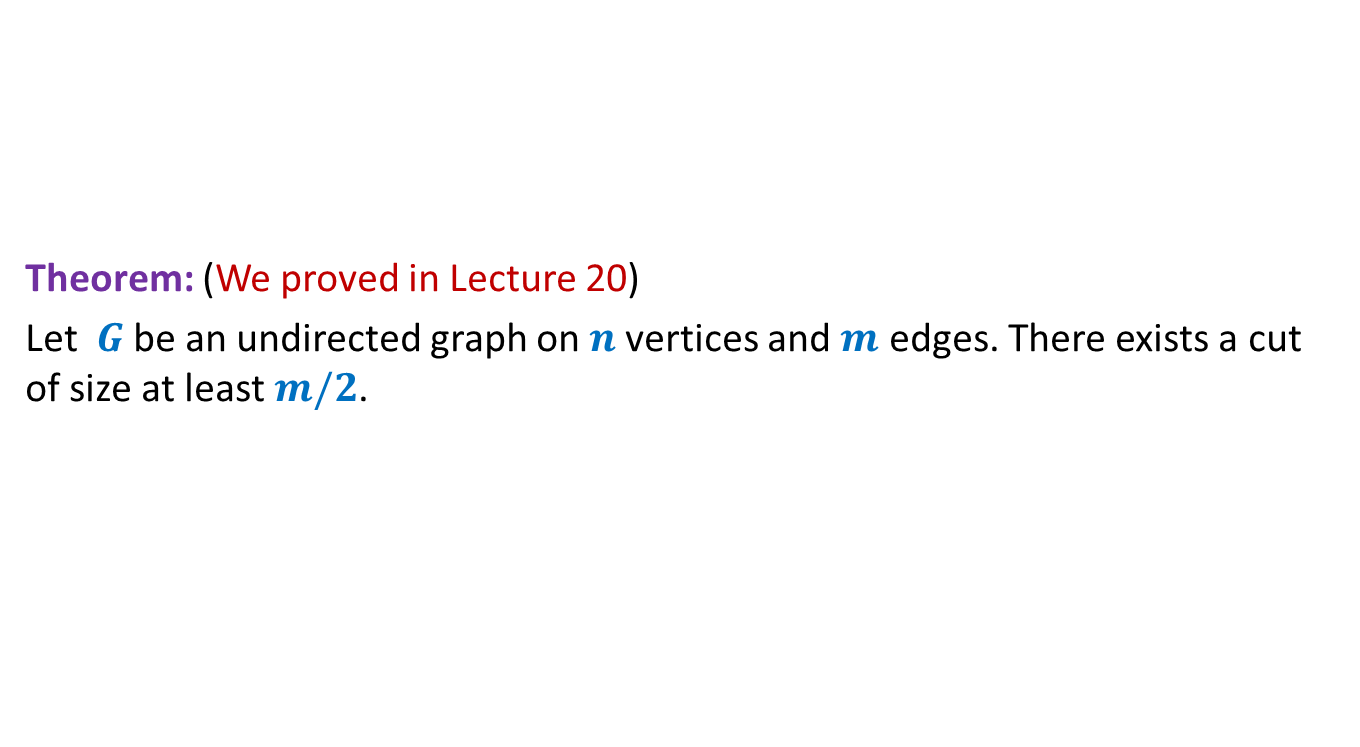 Theorem: (We proved in Lecture 20)
Let G be an undirected graph on n vertices and m edges. There exists a cut
of size at least m/2.